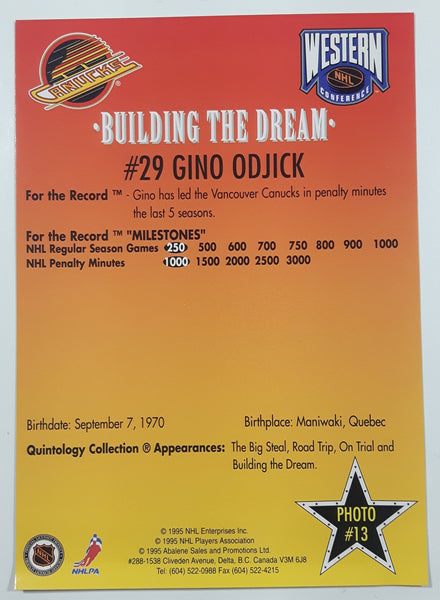 CANUCKS ®
WESTERN
NHL
CONFERENCE
·BUILDING THE DREAM·
#29 GINO ODJICK
For the Record ™ - Gino has led the Vancouver Canucks in penalty minutes
the last 5 seasons.
For the Record ™ "MILESTONES"
NHL Regular Season Games 250 500 600 700 750 800 900 1000
NHL Penalty Minutes 1000 1500 2000 2500 3000
Birthdate: September 7, 1970 Birthplace: Maniwaki, Quebec
Quintology Collection ® Appearances: The Big Steal, Road Trip, On Trial and
Building the Dream.
PHOTO
#13
© 1995 NHL Enterprises Inc.
© 1995 NHL Players Association
© 1995 Abalene Sales and Promotions Ltd.
#288-1538 Cliveden Avenue, Delta, B.C. Canada V3M 6J8
Tel: (604) 522-0988 Fax (604) 522-4215
NHL
NHLPA